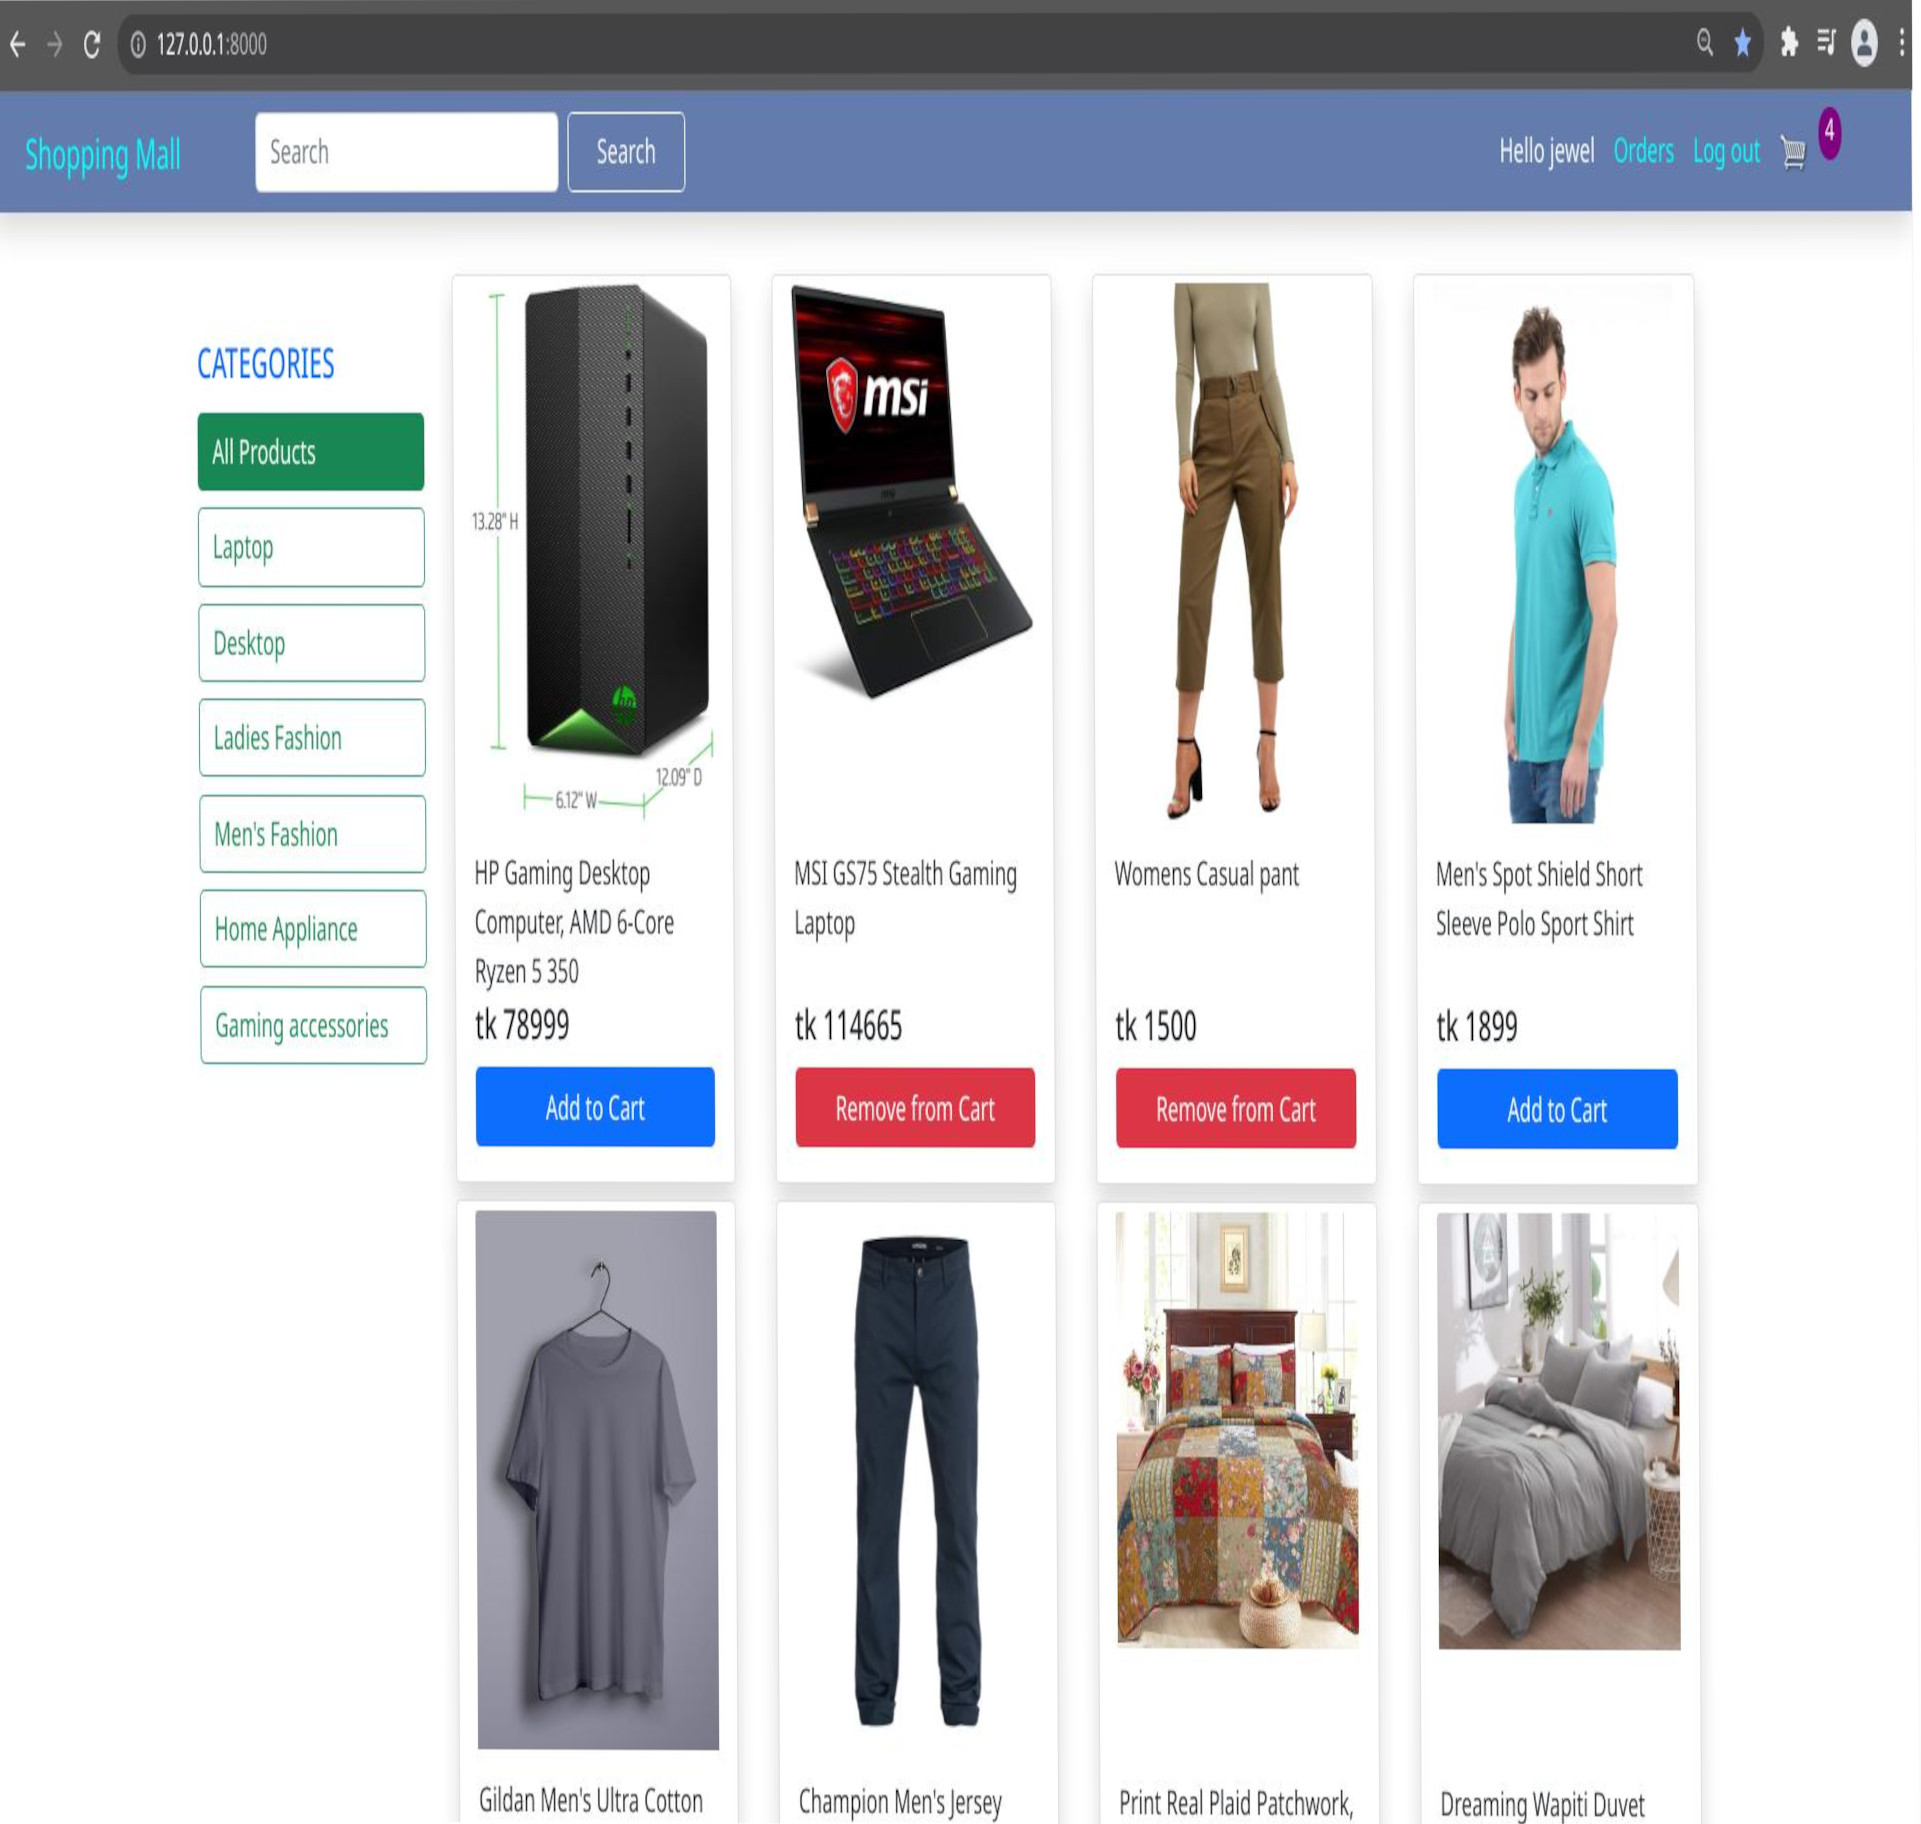 127.0.0.1:8000
Shopping Mall
Search
Search
Hello jewel
Orders
Log out
4
CATEGORIES
All Products
Laptop
Desktop
Ladies Fashion
Men's Fashion
Home Appliance
Gaming accessories
13.28" H
hp
6.12" W
12.09" D
HP Gaming Desktop
Computer, AMD 6-Core
Ryzen 5 350
tk 78999
Add to Cart
msi
MSI GS75 Stealth Gaming
Laptop
tk 114665
Remove from Cart
Womens Casual pant
tk 1500
Remove from Cart
Men's Spot Shield Short
Sleeve Polo Sport Shirt
tk 1899
Add to Cart
Gildan Men's Ultra Cotton
Champion Men's Jersey
Print Real Plaid Patchwork,
Dreaming Wapiti Duvet